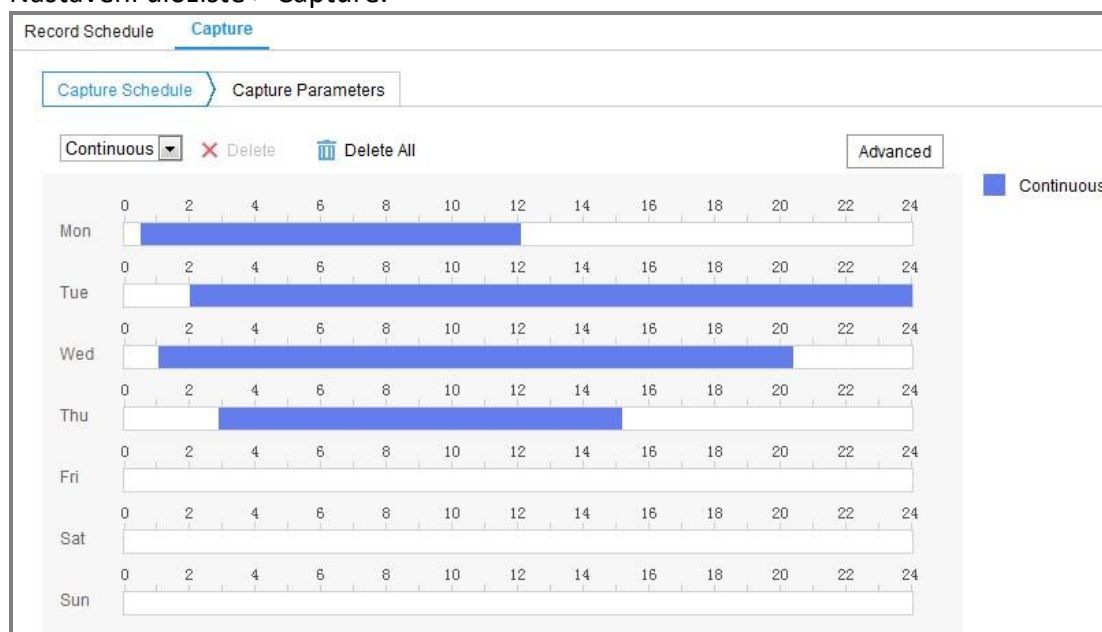 Record Schedule Capture
Capture Schedule Capture Parameters
Continuous Delete Delete All Advanced
Continuous
0 2 4 6 8 10 12 14 16 18 20 22 24
Mon
0 2 4 6 8 10 12 14 16 18 20 22 24
Tue
0 2 4 6 8 10 12 14 16 18 20 22 24
Wed
0 2 4 6 8 10 12 14 16 18 20 22 24
Thu
0 2 4 6 8 10 12 14 16 18 20 22 24
Fri
0 2 4 6 8 10 12 14 16 18 20 22 24
Sat
0 2 4 6 8 10 12 14 16 18 20 22 24
Sun